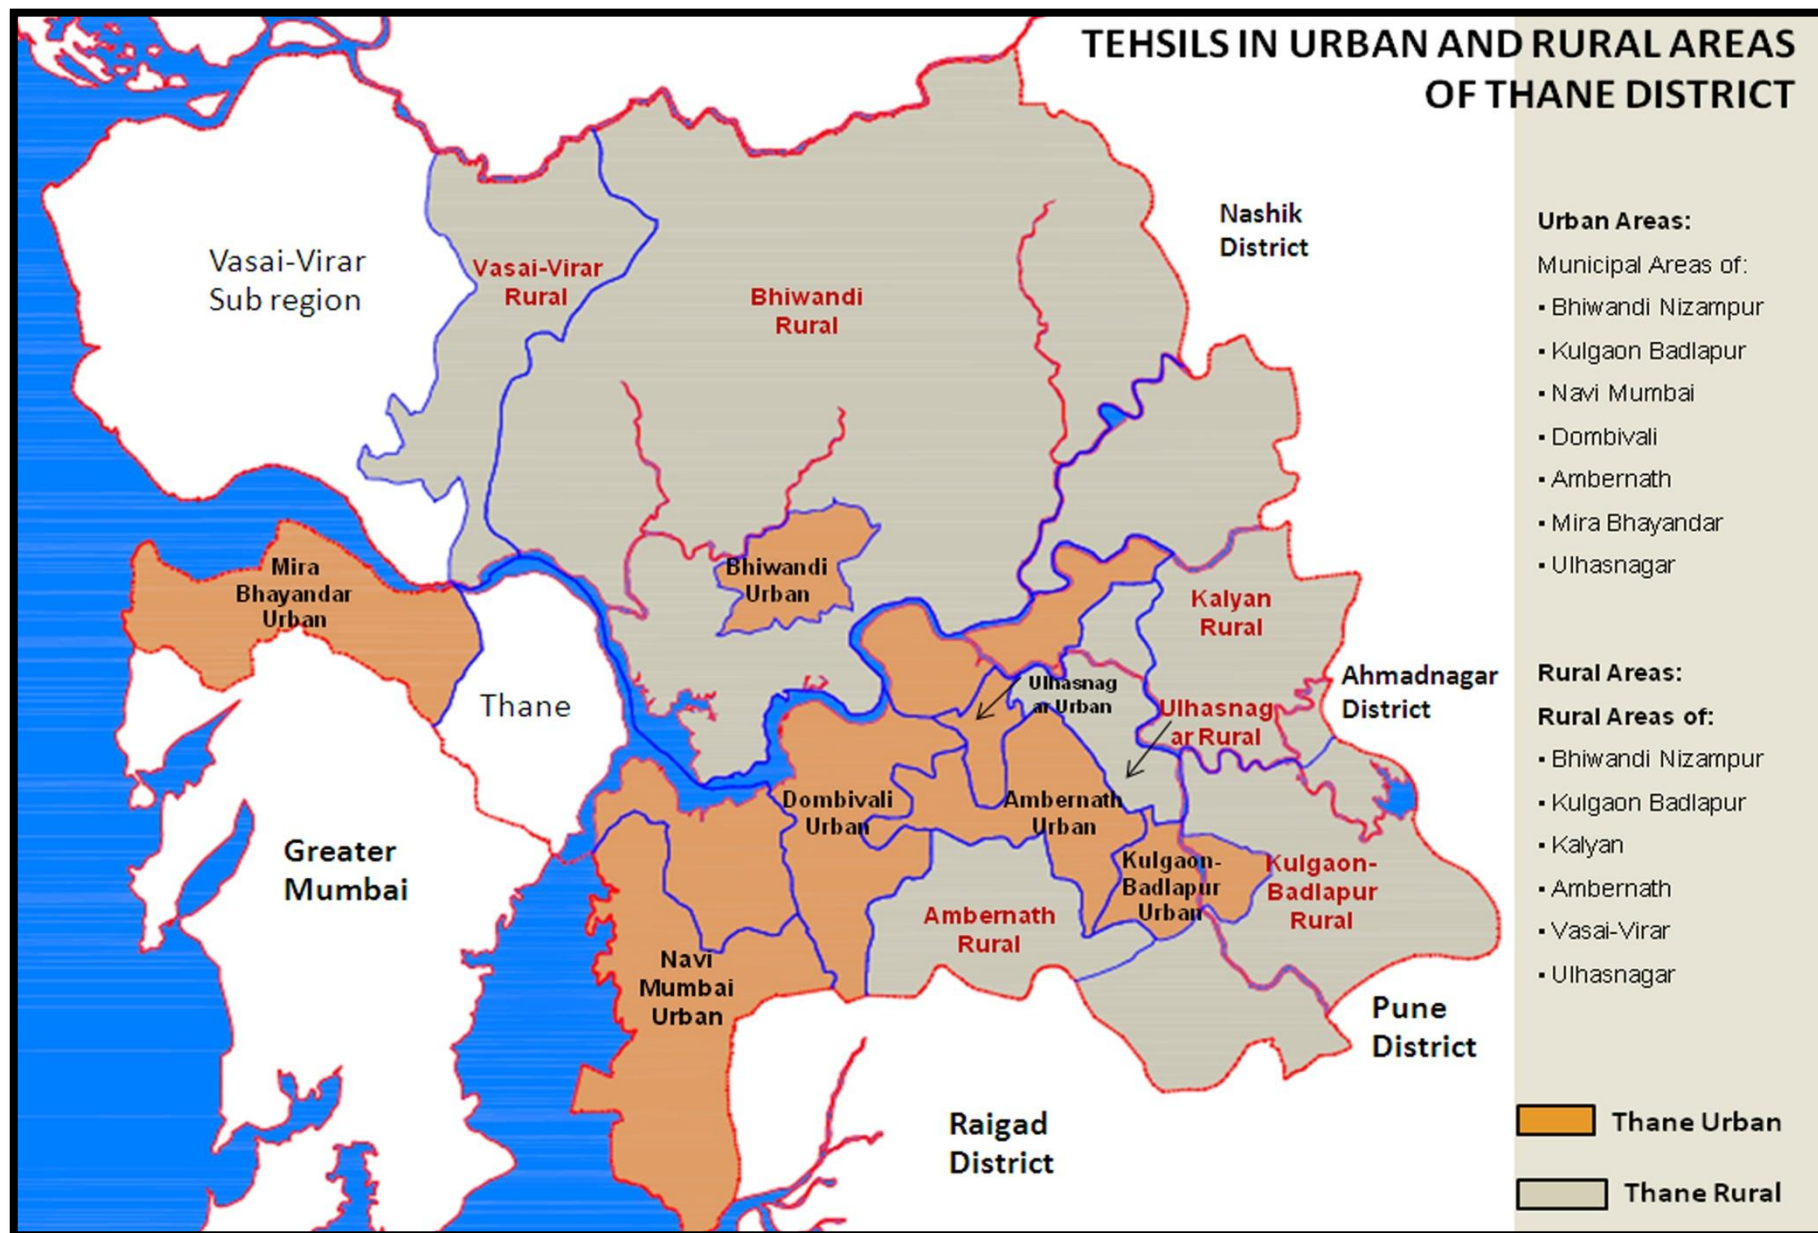 TEHSILS IN URBAN AND RURAL AREAS
OF THANE DISTRICT
Nashik
District
Vasai-Virar
Sub region
Vasai-Virar
Rural
Bhiwandi
Rural
Mira
Bhayandar
Urban
Bhiwandi
Urban
Kalyan
Rural
Thane
Ulhasnag
ar Urban
Ulhasnag
ar Rural
Ahmadnagar
District
Dombivali
Urban
Ambernath
Urban
Greater
Mumbai
Kulgaon-
Badlapur
Urban
Kulgaon-
Badlapur
Rural
Ambernath
Rural
Navi
Mumbai
Urban
Pune
District
Raigad
District
Urban Areas:
Municipal Areas of:
▪ Bhiwandi Nizampur
▪ Kulgaon Badlapur
▪ Navi Mumbai
▪ Dombivali
▪ Ambernath
▪ Mira Bhayandar
▪ Ulhasnagar
Rural Areas:
Rural Areas of:
▪ Bhiwandi Nizampur
▪ Kulgaon Badlapur
▪ Kalyan
▪ Ambernath
▪ Vasai-Virar
▪ Ulhasnagar
Thane Urban
Thane Rural